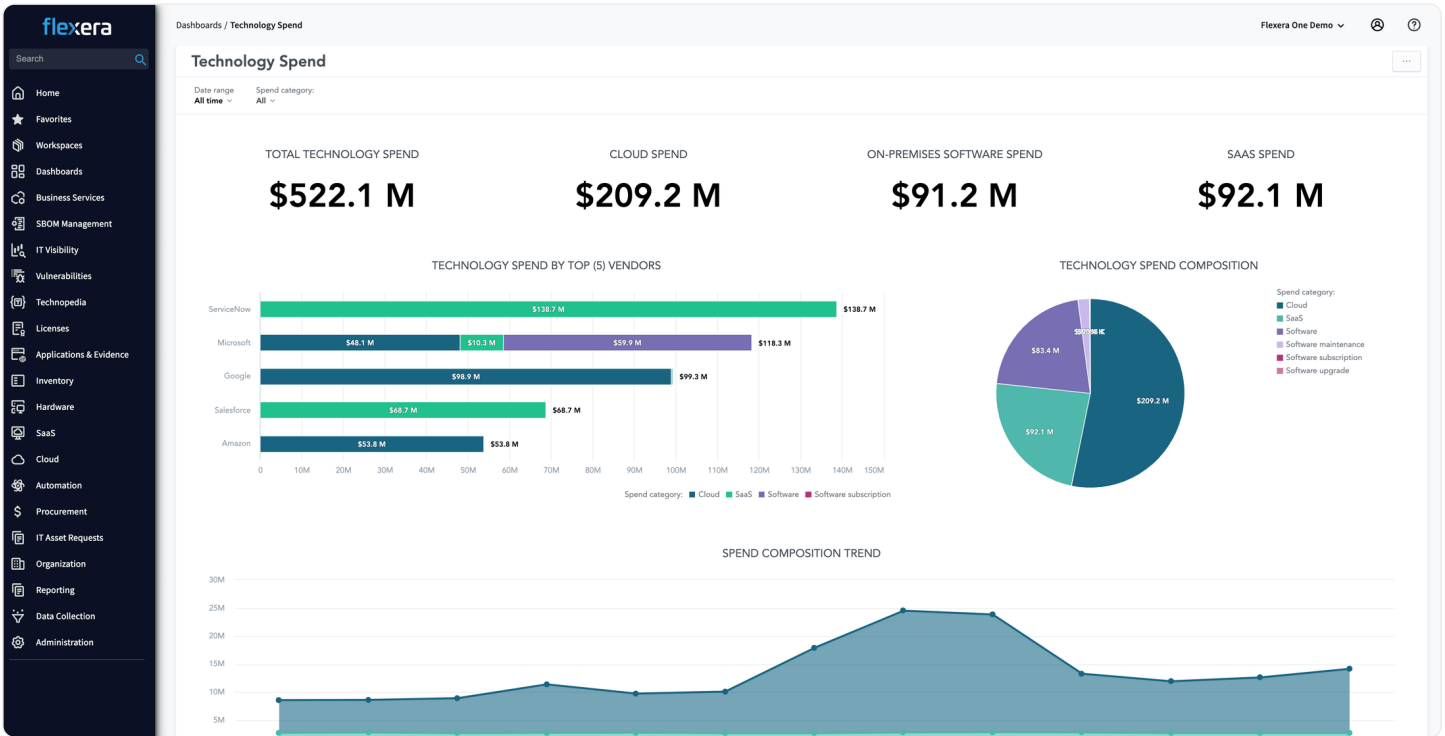 flexera
Search
Home
Favorites
Workspaces
Dashboards
Business Services
SBOM Management
IT Visibility
Vulnerabilities
Technopedia
Licenses
Applications & Evidence
Inventory
Hardware
SaaS
Cloud
Automation
Procurement
IT Asset Requests
Organization
Reporting
Data Collection
Administration
Dashboards / Technology Spend
Flexera One Demo
Technology Spend
Date range
All time
Spend category:
All
TOTAL TECHNOLOGY SPEND
$522.1 M
CLOUD SPEND
$209.2 M
ON-PREMISES SOFTWARE SPEND
$91.2 M
SAAS SPEND
$92.1 M
TECHNOLOGY SPEND BY TOP (5) VENDORS
ServiceNow $138.7 M $138.7 M
Microsoft $48.1 M $10.3 M $59.9 M $118.3 M
Google $98.9 M $99.3 M
Salesforce $68.7 M $68.7 M
Amazon $53.8 M $53.8 M
0 10M 20M 30M 40M 50M 60M 70M 80M 90M 100M 110M 120M 130M 140M 150M
Spend category: Cloud SaaS Software Software subscription
TECHNOLOGY SPEND COMPOSITION
$83.4 M
$209.2 M
$92.1 M
Spend category:
Cloud
SaaS
Software
Software maintenance
Software subscription
Software upgrade
SPEND COMPOSITION TREND
30M
25M
20M
15M
10M
5M